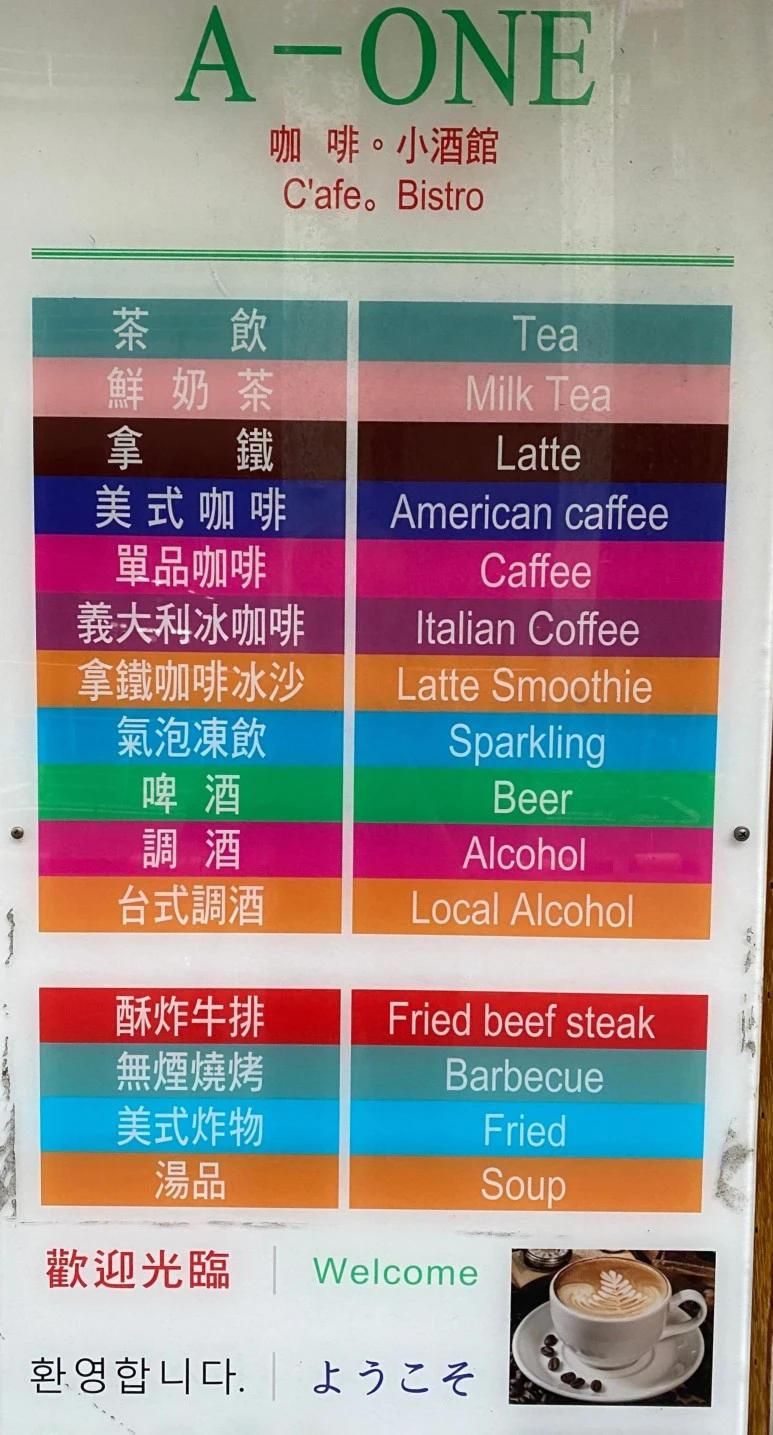 A－ONE
咖 啡。小酒館
C'afe。Bistro
茶 飲 Tea
鮮 奶 茶 Milk Tea
拿 鐵 Latte
美 式 咖 啡 American caffee
單品咖啡 Caffee
義大利冰咖啡 Italian Coffee
拿鐵咖啡冰沙 Latte Smoothie
氣泡凍飲 Sparkling
啤 酒 Beer
調 酒 Alcohol
台式調酒 Local Alcohol
酥炸牛排 Fried beef steak
無煙燒烤 Barbecue
美式炸物 Fried
湯品 Soup
歡迎光臨 Welcome
환영합니다. ようこそ